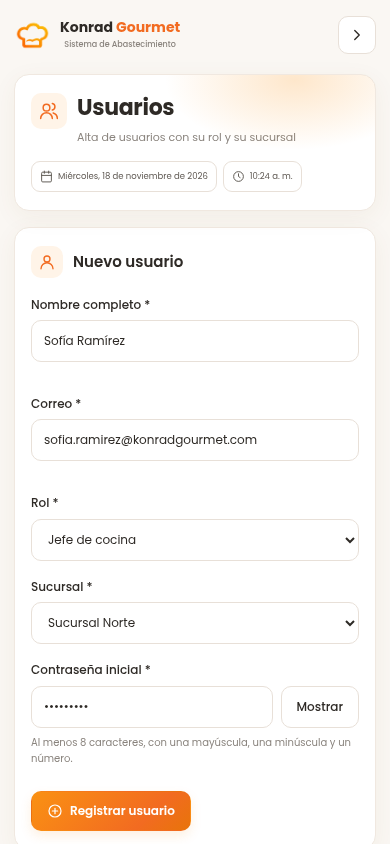 Konrad Gourmet
Sistema de Abastecimiento
Usuarios
Alta de usuarios con su rol y su sucursal
Miércoles, 18 de noviembre de 2026
10:24 a. m.
Nuevo usuario
Nombre completo *
Sofía Ramírez
Correo *
sofia.ramirez@konradgourmet.com
Rol *
Jefe de cocina
Sucursal *
Sucursal Norte
Contraseña inicial *
•••••••••
Mostrar
Al menos 8 caracteres, con una mayúscula, una minúscula y un
número.
Registrar usuario